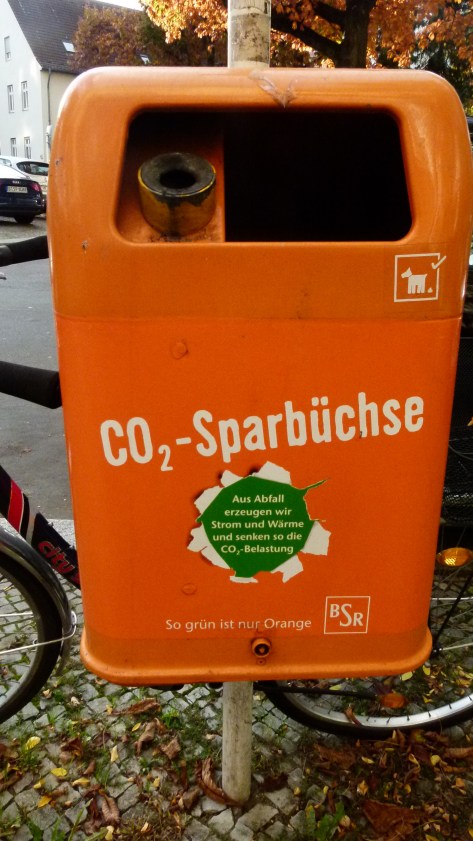 CO₂-Sparbüchse
Aus Abfall
erzeugen wir
Strom und Wärme
und senken so die
CO₂-Belastung
So grün ist nur Orange
BSR
city